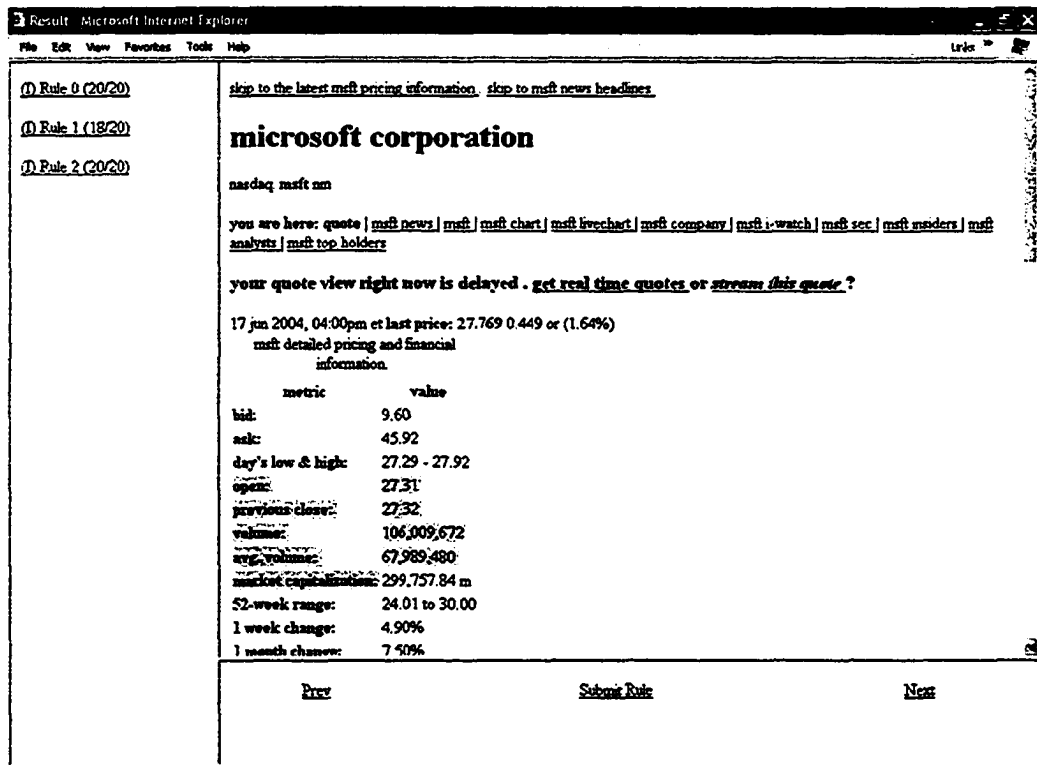 Result - Microsoft Internet Explorer
File Edit View Favorites Tools Help Links »
(I) Rule 0 (20/20)
(I) Rule 1 (18/20)
(I) Rule 2 (20/20)
skip to the latest msft pricing information. skip to msft news headlines
microsoft corporation
nasdaq. msft nm
you are here: quote | msft news | msft | msft chart | msft livechart | msft company | msft i-watch | msft sec | msft insiders | msft
analysts | msft top holders
your quote view right now is delayed . get real time quotes or stream this quote ?
17 jun 2004, 04:00pm et last price: 27.769 0.449 or (1.64%)
msft detailed pricing and financial
information.
metric value
bid: 9.60
ask: 45.92
day's low & high: 27.29 - 27.92
open: 27.31
previous close: 27.32
volume: 106,009,672
avg. volume: 67,989,480
market capitalization: 299,757.84 m
52-week range: 24.01 to 30.00
1 week change: 4.90%
1 month change: 7.50%
Prev Submit Rule Next